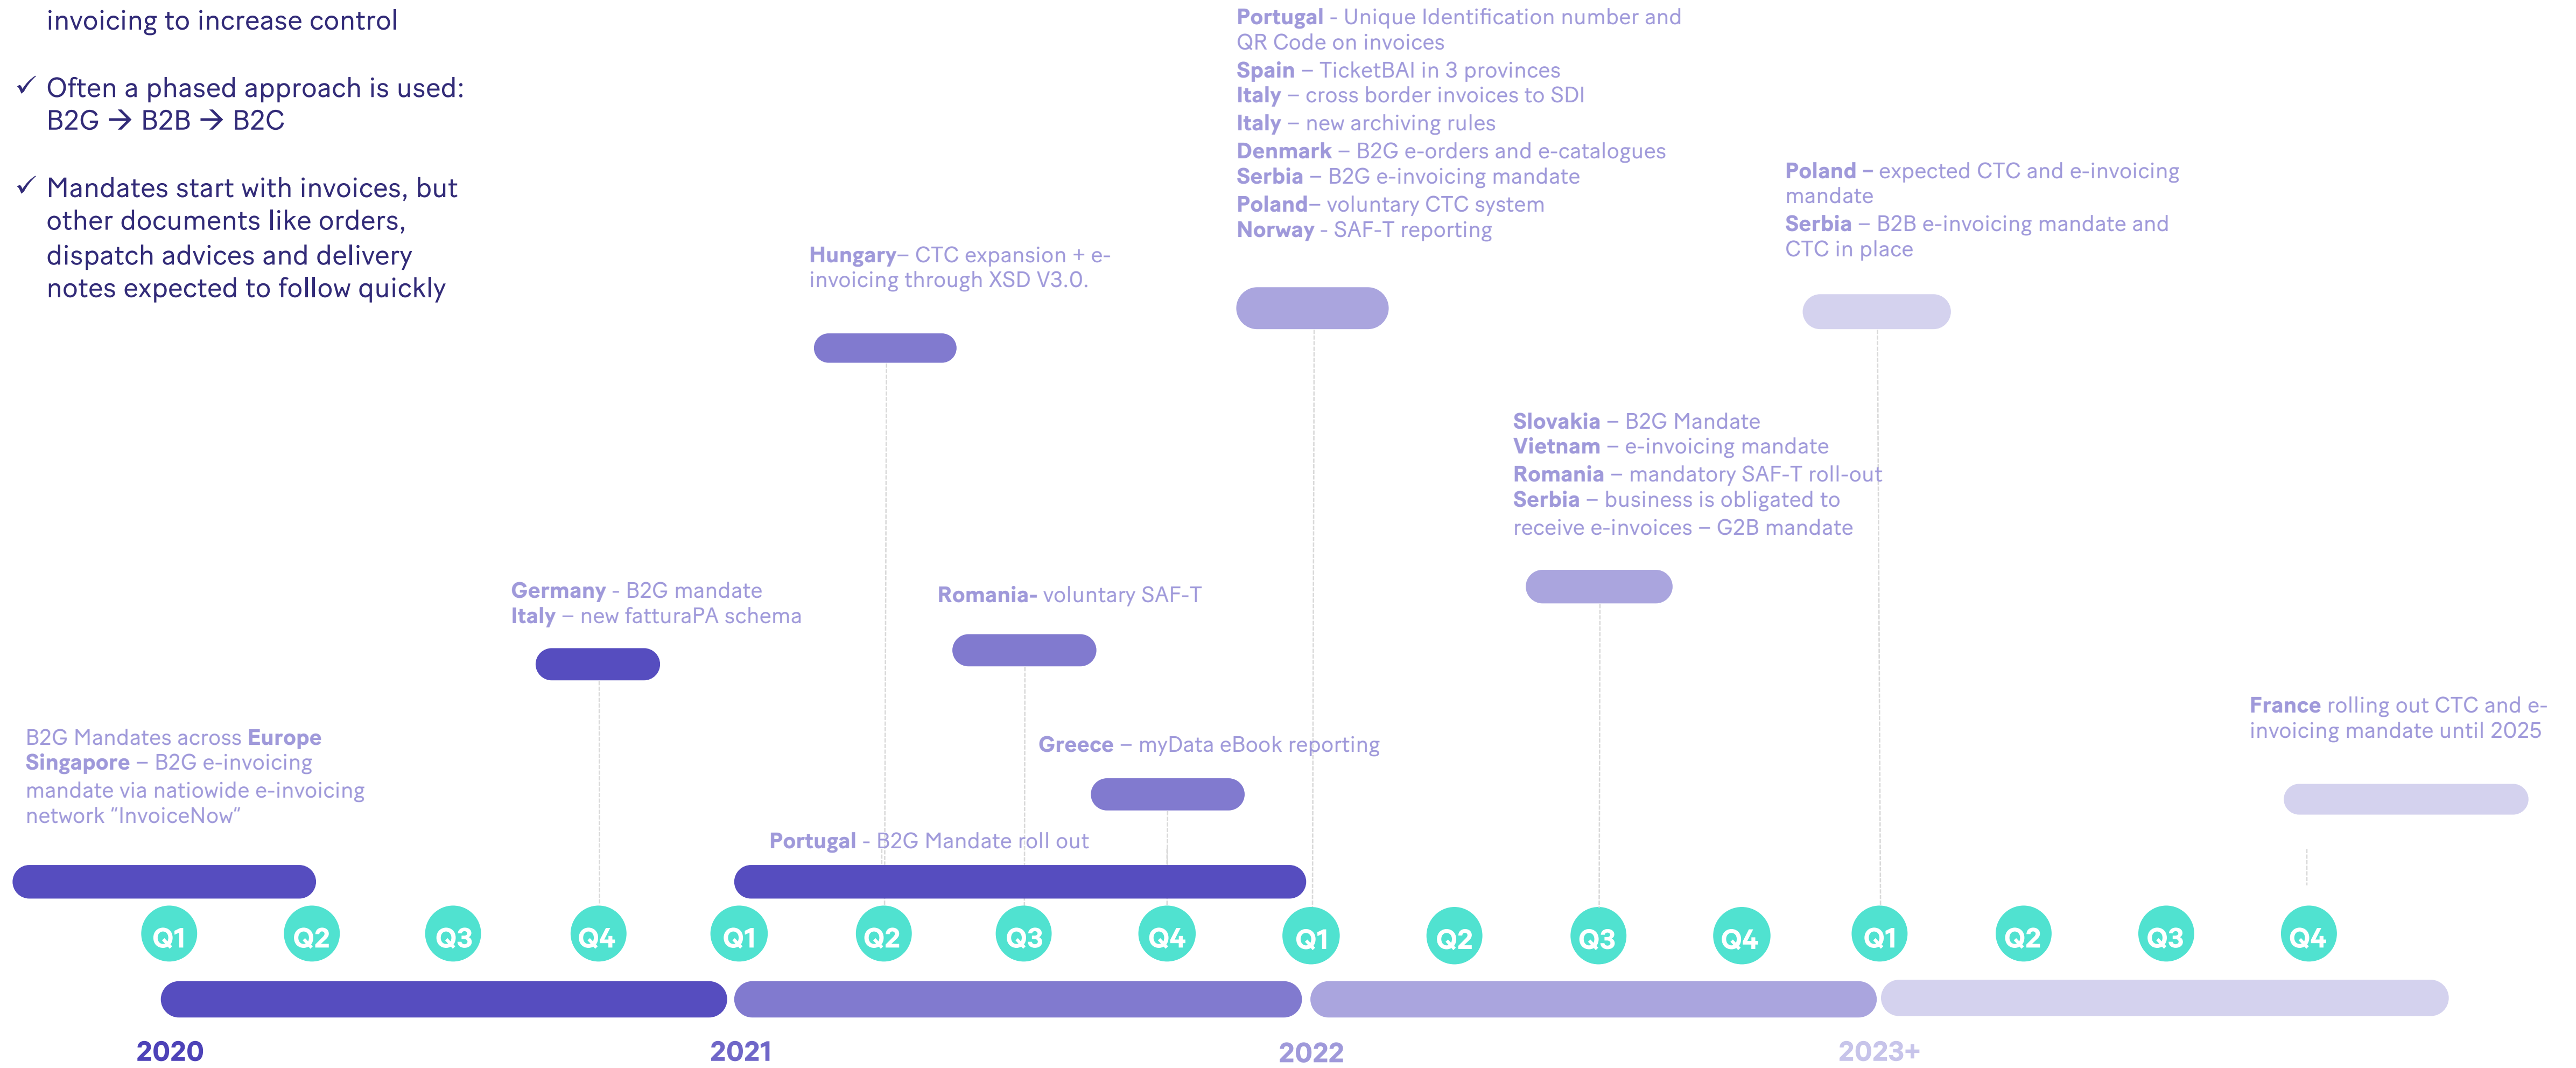 invoicing to increase control
✓ Often a phased approach is used:
B2G → B2B → B2C
✓ Mandates start with invoices, but
other documents like orders,
dispatch advices and delivery
notes expected to follow quickly
B2G Mandates across Europe
Singapore – B2G e-invoicing
mandate via natiowide e-invoicing
network "InvoiceNow"
Germany - B2G mandate
Italy – new fatturaPA schema
Portugal - B2G Mandate roll out
Hungary– CTC expansion + e-
invoicing through XSD V3.0.
Romania- voluntary SAF-T
Greece – myData eBook reporting
Portugal - Unique Identification number and
QR Code on invoices
Spain – TicketBAI in 3 provinces
Italy – cross border invoices to SDI
Italy – new archiving rules
Denmark – B2G e-orders and e-catalogues
Serbia – B2G e-invoicing mandate
Poland– voluntary CTC system
Norway - SAF-T reporting
Slovakia – B2G Mandate
Vietnam – e-invoicing mandate
Romania – mandatory SAF-T roll-out
Serbia – business is obligated to
receive e-invoices – G2B mandate
Poland – expected CTC and e-invoicing
mandate
Serbia – B2B e-invoicing mandate and
CTC in place
France rolling out CTC and e-
invoicing mandate until 2025
Q1 Q2 Q3 Q4 Q1 Q2 Q3 Q4 Q1 Q2 Q3 Q4 Q1 Q2 Q3 Q4
2020 2021 2022 2023+